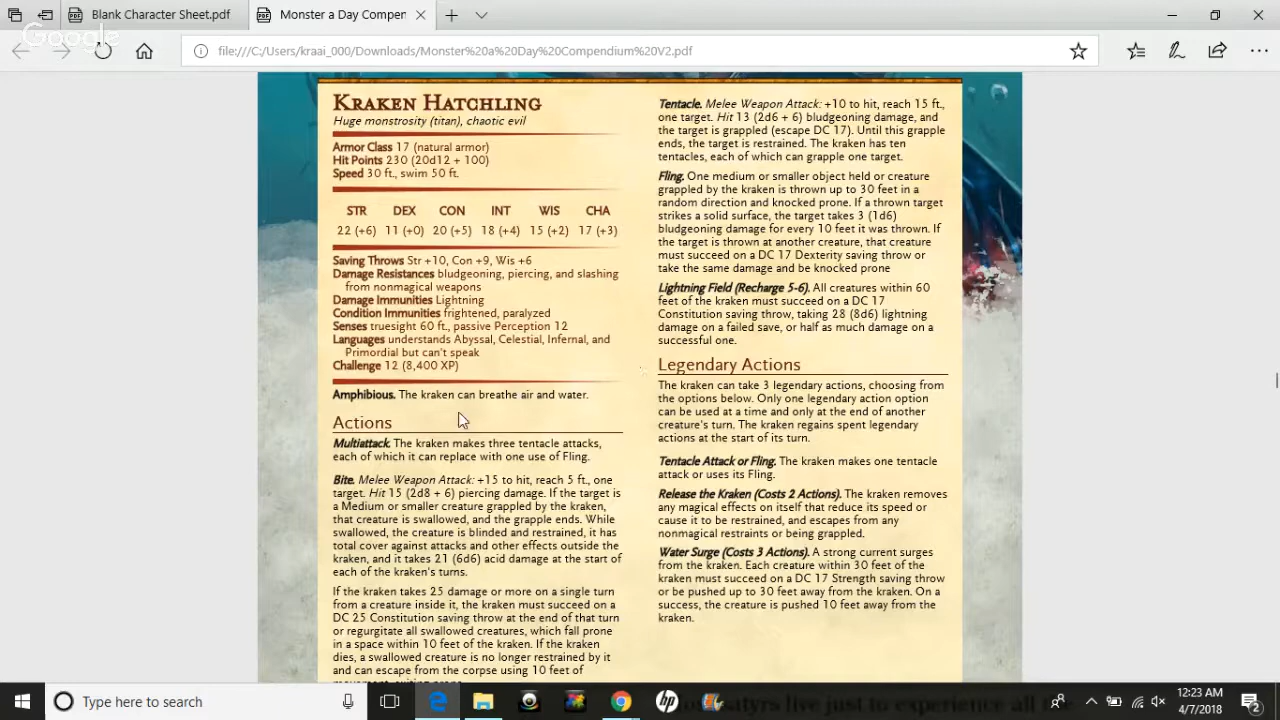 Blank Character Sheet.pdf
Monster a Day Compen
Google
file:///C:/Users/kraai_000/Downloads/Monster%20a%20Day%20Compendium%20V2.pdf
KRAKEN HATCHLING
Huge monstrosity (titan), chaotic evil
Armor Class 17 (natural armor)
Hit Points 230 (20d12 + 100)
Speed 30 ft., swim 50 ft.
STR DEX CON INT WIS CHA
22 (+6) 11 (+0) 20 (+5) 18 (+4) 15 (+2) 17 (+3)
Saving Throws Str +10, Con +9, Wis +6
Damage Resistances bludgeoning, piercing, and slashing
from nonmagical weapons
Damage Immunities Lightning
Condition Immunities frightened, paralyzed
Senses truesight 60 ft., passive Perception 12
Languages understands Abyssal, Celestial, Infernal, and
Primordial but can't speak
Challenge 12 (8,400 XP)
Amphibious. The kraken can breathe air and water.
Actions
Multiattack. The kraken makes three tentacle attacks,
each of which it can replace with one use of Fling.
Bite. Melee Weapon Attack: +15 to hit, reach 5 ft., one
target. Hit 15 (2d8 + 6) piercing damage. If the target is
a Medium or smaller creature grappled by the kraken,
that creature is swallowed, and the grapple ends. While
swallowed, the creature is blinded and restrained, it has
total cover against attacks and other effects outside the
kraken, and it takes 21 (6d6) acid damage at the start of
each of the kraken's turns.
If the kraken takes 25 damage or more on a single turn
from a creature inside it, the kraken must succeed on a
DC 25 Constitution saving throw at the end of that turn
or regurgitate all swallowed creatures, which fall prone
in a space within 10 feet of the kraken. If the kraken
dies, a swallowed creature is no longer restrained by it
and can escape from the corpse using 10 feet of
Tentacle. Melee Weapon Attack: +10 to hit, reach 15 ft.,
one target. Hit 13 (2d6 + 6) bludgeoning damage, and
the target is grappled (escape DC 17). Until this grapple
ends, the target is restrained. The kraken has ten
tentacles, each of which can grapple one target.
Fling. One medium or smaller object held or creature
grappled by the kraken is thrown up to 30 feet in a
random direction and knocked prone. If a thrown target
strikes a solid surface, the target takes 3 (1d6)
bludgeoning damage for every 10 feet it was thrown. If
the target is thrown at another creature, that creature
must succeed on a DC 17 Dexterity saving throw or
take the same damage and be knocked prone
Lightning Field (Recharge 5-6). All creatures within 60
feet of the kraken must succeed on a DC 17
Constitution saving throw, taking 28 (8d6) lightning
damage on a failed save, or half as much damage on a
successful one.
Legendary Actions
The kraken can take 3 legendary actions, choosing from
the options below. Only one legendary action option
can be used at a time and only at the end of another
creature's turn. The kraken regains spent legendary
actions at the start of its turn.
Tentacle Attack or Fling. The kraken makes one tentacle
attack or uses its Fling.
Release the Kraken (Costs 2 Actions). The kraken removes
any magical effects on itself that reduce its speed or
cause it to be restrained, and escapes from any
nonmagical restraints or being grappled.
Water Surge (Costs 3 Actions). A strong current surges
from the kraken. Each creature within 30 feet of the
kraken must succeed on a DC 17 Strength saving throw
or be pushed up to 30 feet away from the kraken. On a
success, the creature is pushed 10 feet away from the
kraken.
Type here to search
hp
12:23 AM
4/7/2018
2